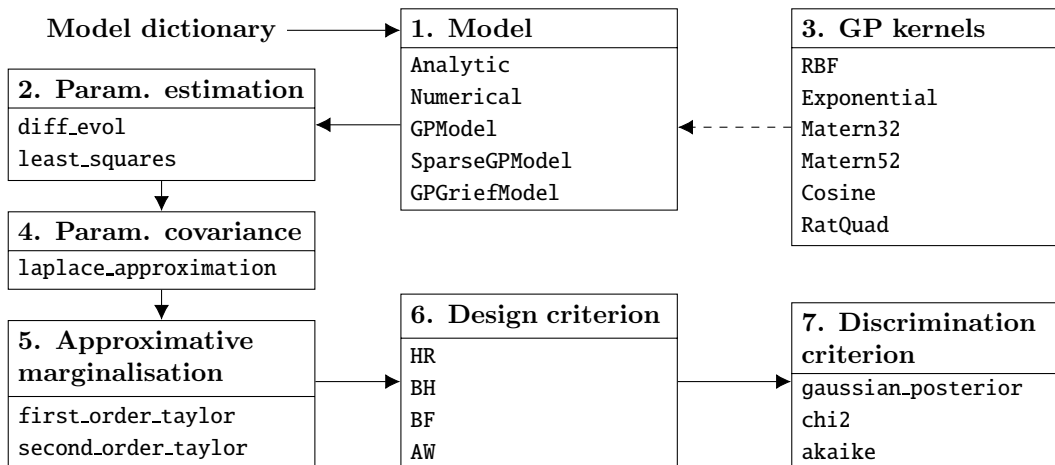 Model dictionary
1. Model
Analytic
Numerical
GPModel
SparseGPModel
GPGriefModel
3. GP kernels
RBF
Exponential
Matern32
Matern52
Cosine
RatQuad
2. Param. estimation
diff_evol
least_squares
4. Param. covariance
laplace_approximation
5. Approximative
marginalisation
first_order_taylor
second_order_taylor
6. Design criterion
HR
BH
BF
AW
7. Discrimination
criterion
gaussian_posterior
chi2
akaike